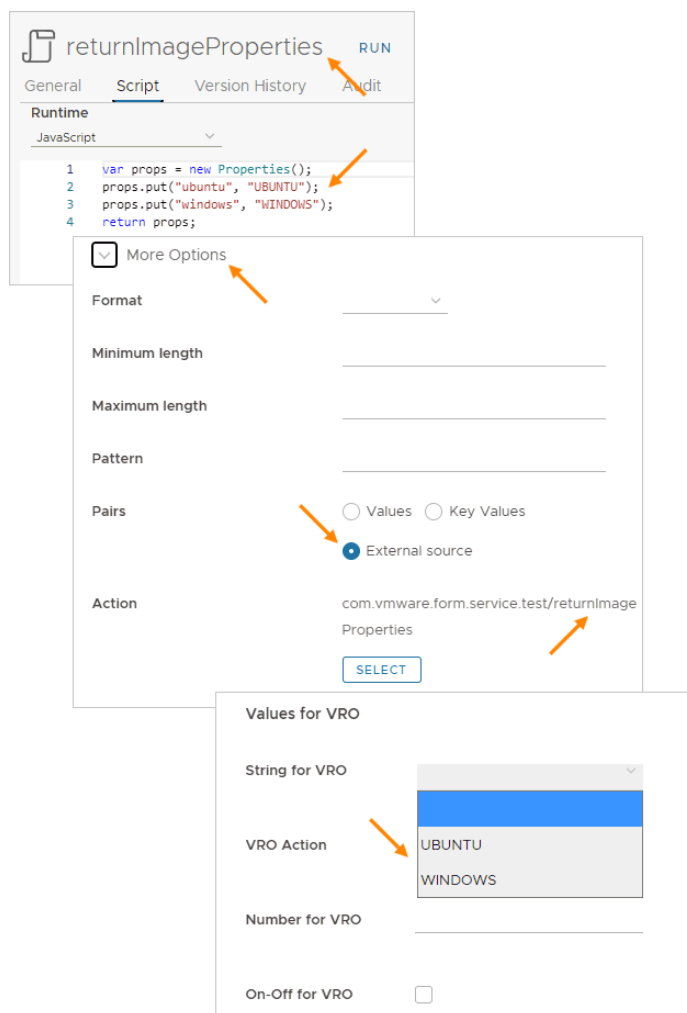 returnImageProperties RUN
General Script Version History Audit
Runtime
JavaScript
1 var props = new Properties();
2 props.put("ubuntu", "UBUNTU");
3 props.put("windows", "WINDOWS");
4 return props;
More Options
Format
Minimum length
Maximum length
Pattern
Pairs Values Key Values
External source
Action com.vmware.form.service.test/returnImage
Properties
SELECT
Values for VRO
String for VRO
VRO Action UBUNTU
WINDOWS
Number for VRO
On-Off for VRO